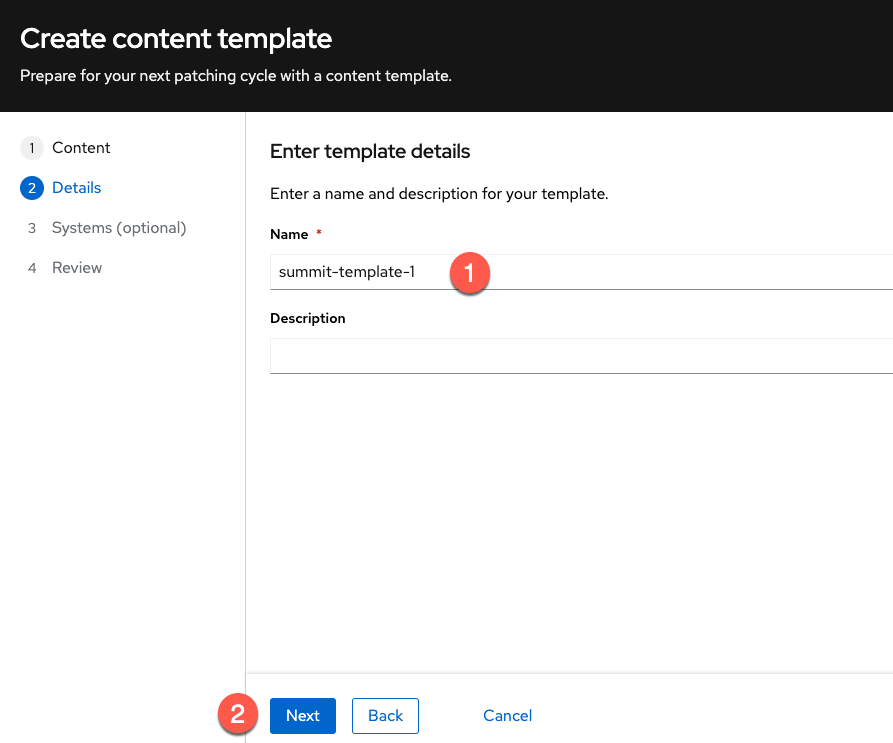 Create content template
Prepare for your next patching cycle with a content template.
1 Content
2 Details
3 Systems (optional)
4 Review
Enter template details
Enter a name and description for your template.
Name *
summit-template-1 1
Description
2 Next Back Cancel